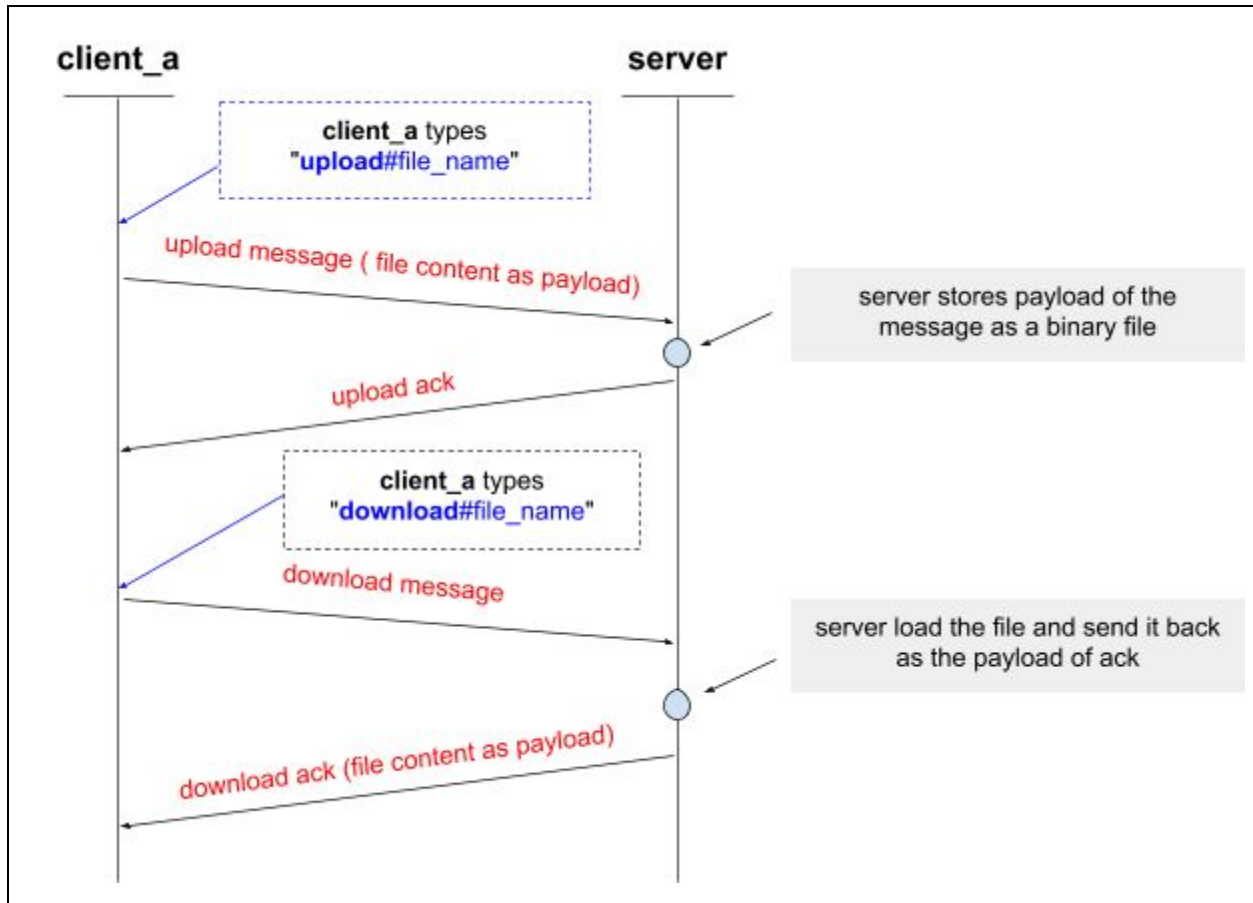 client_a
server
client_a types
"upload#file_name"
upload message ( file content as payload)
server stores payload of the
message as a binary file
upload ack
client_a types
"download#file_name"
download message
server load the file and send it back
as the payload of ack
download ack (file content as payload)